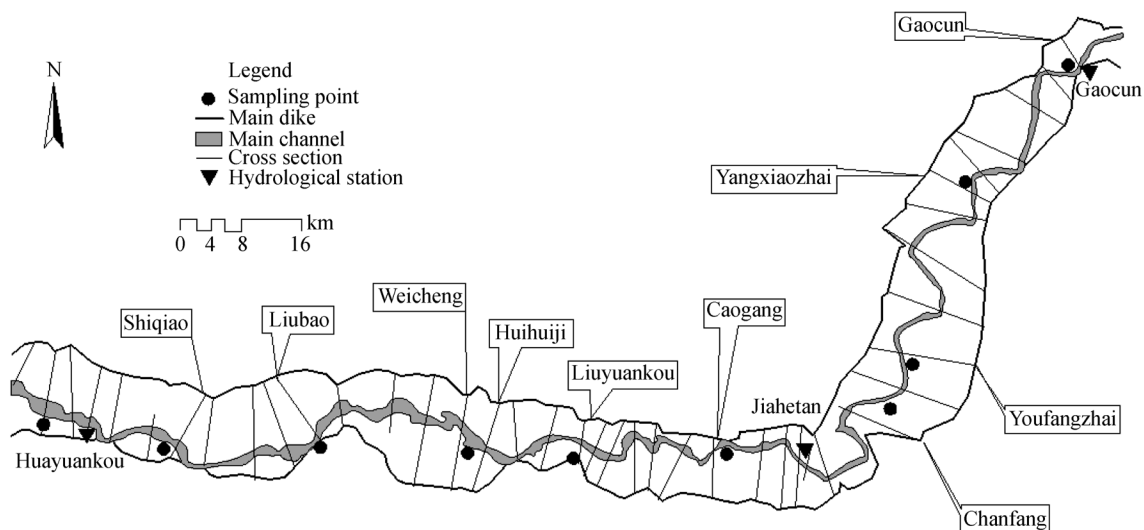 Gaocun
N
Legend
Sampling point
Main dike
Main channel
Cross section
Hydrological station
Gaocun
Yangxiaozhai
km
0 4 8 16
Weicheng
Shiqiao
Liubao
Caogang
Huihuiji
Liuyuankou
Jiahetan
Youfangzhai
Huayuankou
Chanfang